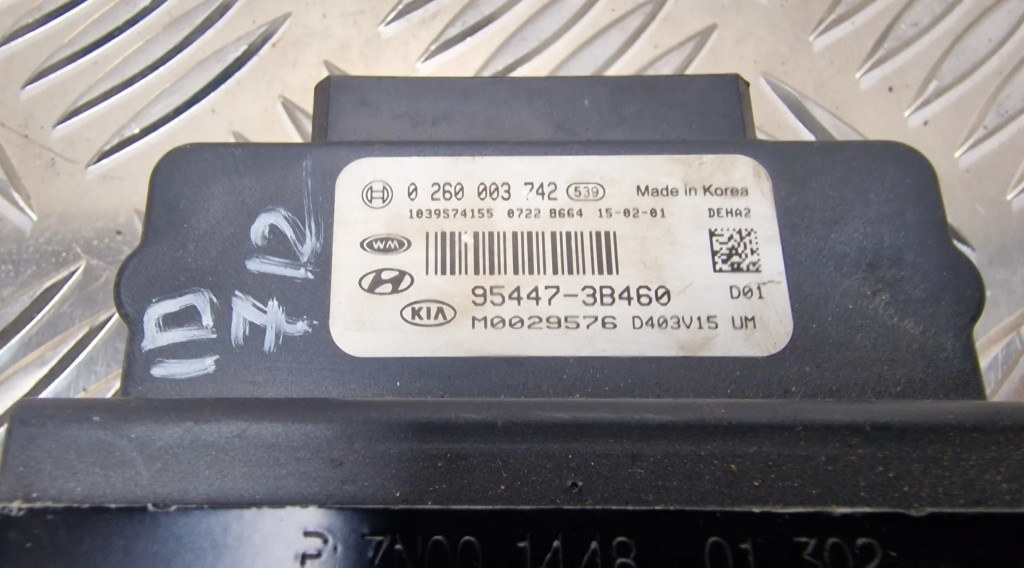 0 260 003 742 539 Made in Korea
1039S74155 0722 8664 15-02-01 DEHA2
WM
95447-3B460 D01
KIA M0029576 D403V15 UM